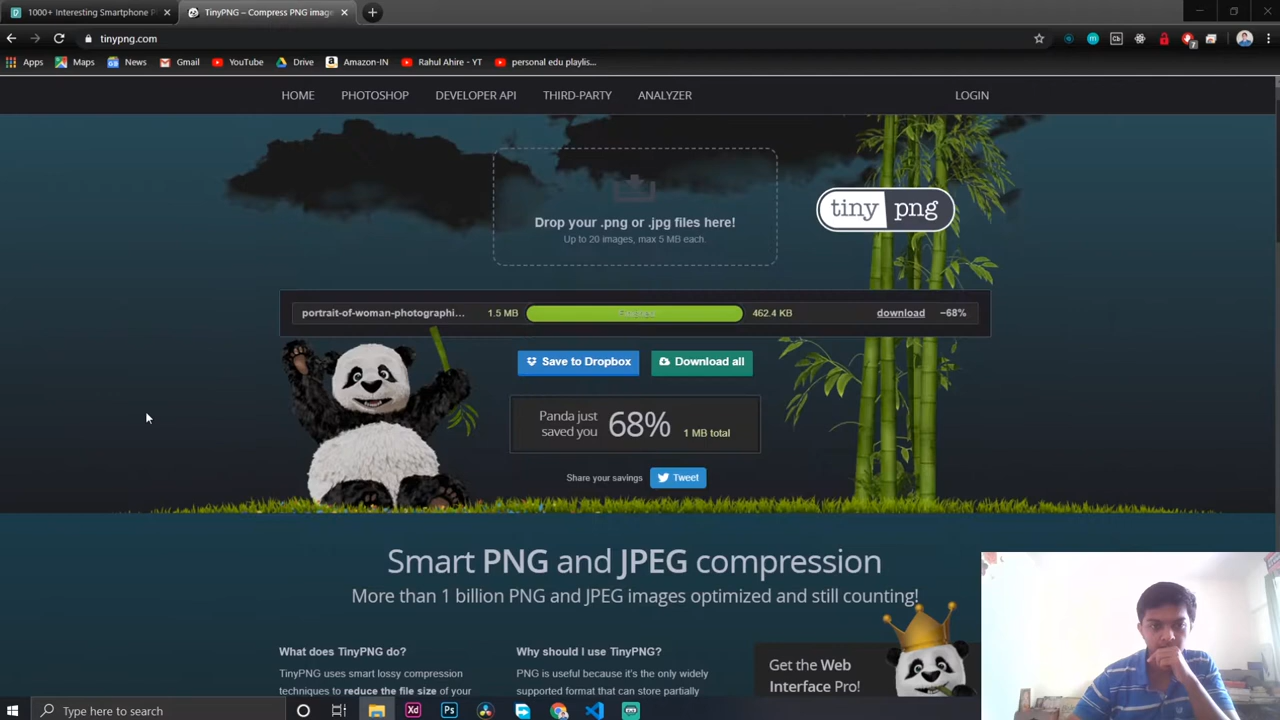 1000+ Interesting Smartphone P
TinyPNG – Compress PNG imag
tinypng.com
Apps
Maps
News
Gmail
YouTube
Drive
Amazon-IN
Rahul Ahire - YT
personal edu playlis...
HOME
PHOTOSHOP
DEVELOPER API
THIRD-PARTY
ANALYZER
LOGIN
Drop your .png or .jpg files here!
Up to 20 images, max 5 MB each.
tiny png
portrait-of-woman-photographi...
1.5 MB
Finished
462.4 KB
download
–68%
Save to Dropbox
Download all
Panda just
saved you
68%
1 MB total
Share your savings
Tweet
Smart PNG and JPEG compression
More than 1 billion PNG and JPEG images optimized and still counting!
What does TinyPNG do?
TinyPNG uses smart lossy compression
techniques to reduce the file size of your
Why should I use TinyPNG?
PNG is useful because it's the only widely
supported format that can store partially
Get the Web
Interface Pro!
Type here to search